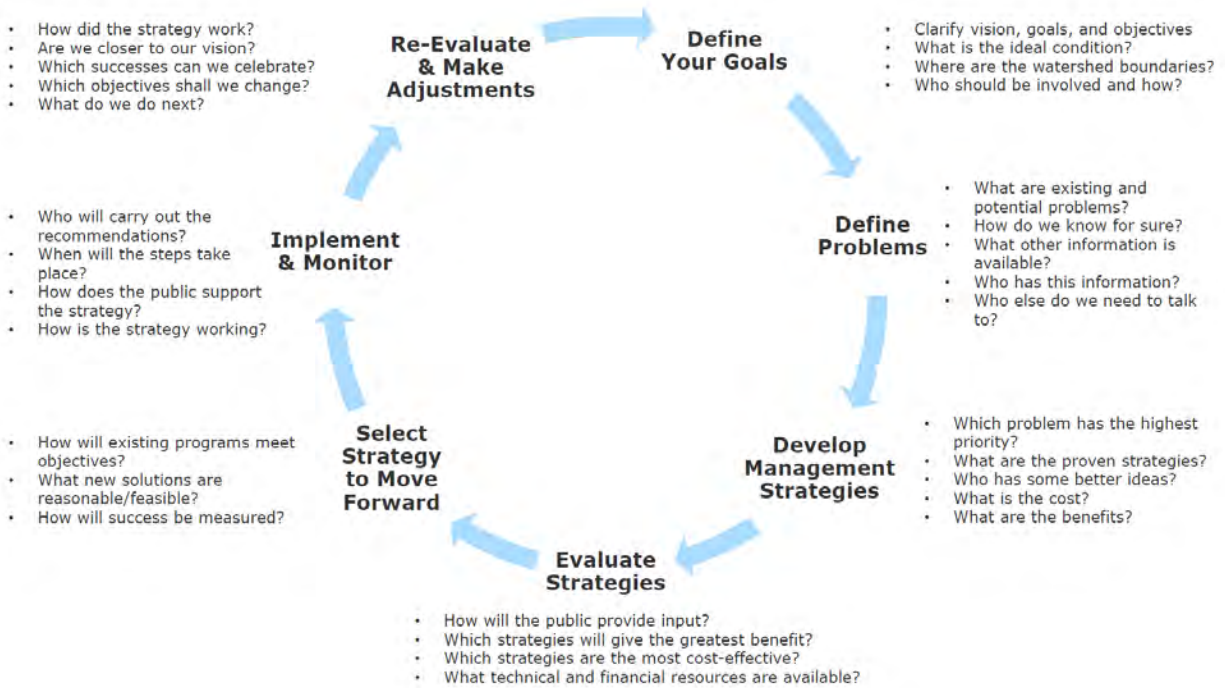 Define
Your Goals
• Clarify vision, goals, and objectives
• What is the ideal condition?
• Where are the watershed boundaries?
• Who should be involved and how?
Define
Problems
• What are existing and
potential problems?
• How do we know for sure?
• What other information is
available?
• Who has this information?
• Who else do we need to talk
to?
Develop
Management
Strategies
• Which problem has the highest
priority?
• What are the proven strategies?
• Who has some better ideas?
• What is the cost?
• What are the benefits?
Evaluate
Strategies
• How will the public provide input?
• Which strategies will give the greatest benefit?
• Which strategies are the most cost-effective?
• What technical and financial resources are available?
Select
Strategy
to Move
Forward
• How will existing programs meet
objectives?
• What new solutions are
reasonable/feasible?
• How will success be measured?
Implement
& Monitor
• Who will carry out the
recommendations?
• When will the steps take
place?
• How does the public support
the strategy?
• How is the strategy working?
Re-Evaluate
& Make
Adjustments
• How did the strategy work?
• Are we closer to our vision?
• Which successes can we celebrate?
• Which objectives shall we change?
• What do we do next?